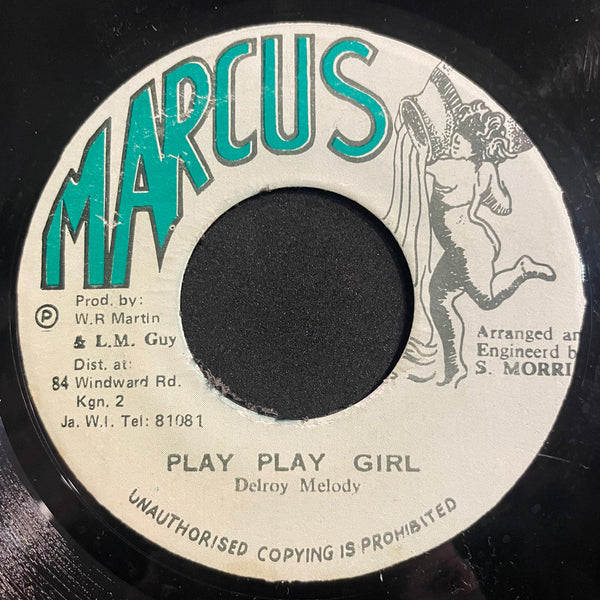 MARCUS
Prod. by:
Ⓟ W.R Martin
& L.M. Guy
Dist. at:
84 Windward Rd.
Kgn. 2
Ja. W.I. Tel: 81081
Arranged an
Engineerd b
S. MORRI
PLAY PLAY GIRL
Delroy Melody
UNAUTHORISED COPYING IS PROHIBITED